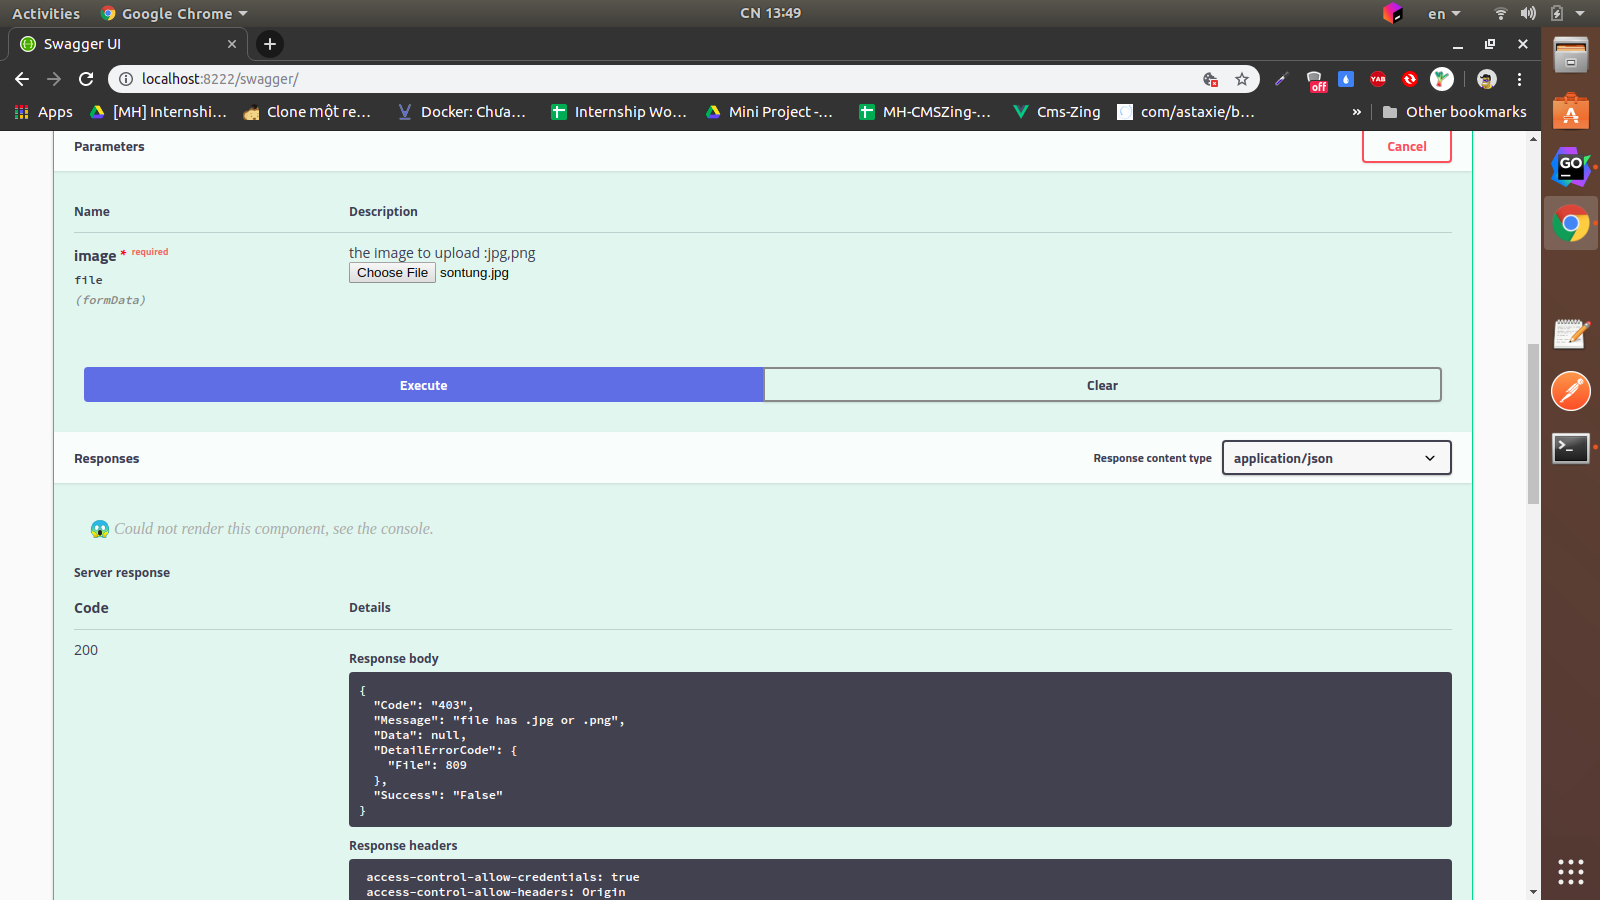 Activities
Google Chrome
CN 13:49
en
Swagger UI
localhost:8222/swagger/
off
YAB
Apps
[MH] Internshi...
Clone một re...
Docker: Chưa...
Internship Wo...
Mini Project -...
MH-CMSZing-...
Cms-Zing
com/astaxie/b...
»
Other bookmarks
GO
Parameters
Cancel
Name
Description
image * required
the image to upload :jpg,png
file
Choose File sontung.jpg
(formData)
Execute
Clear
Responses
Response content type
application/json
Could not render this component, see the console.
Server response
Code
Details
200
Response body
{
"Code": "403",
"Message": "file has .jpg or .png",
"Data": null,
"DetailErrorCode": {
"File": 809
},
"Success": "False"
}
Response headers
access-control-allow-credentials: true
access-control-allow-headers: Origin